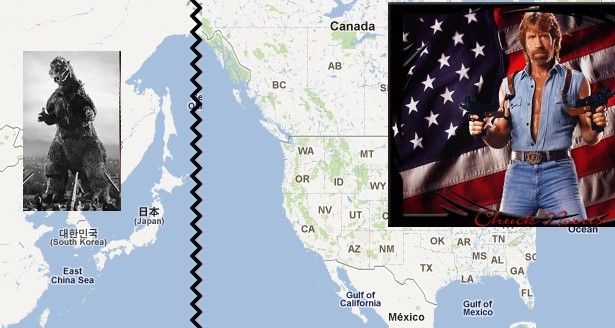 Canada
AB
BC
WA
MT
OR
ID
WY
日本
(Japan)
NV
UT
Chuck Norris
대한민국
(South Korea)
CA
Ocean
AZ
NM
OK
AR
TN
MS
AL
SC
East
China Sea
TX
GA
LA
FL
Gulf of
California
Gulf of
Mexico
México